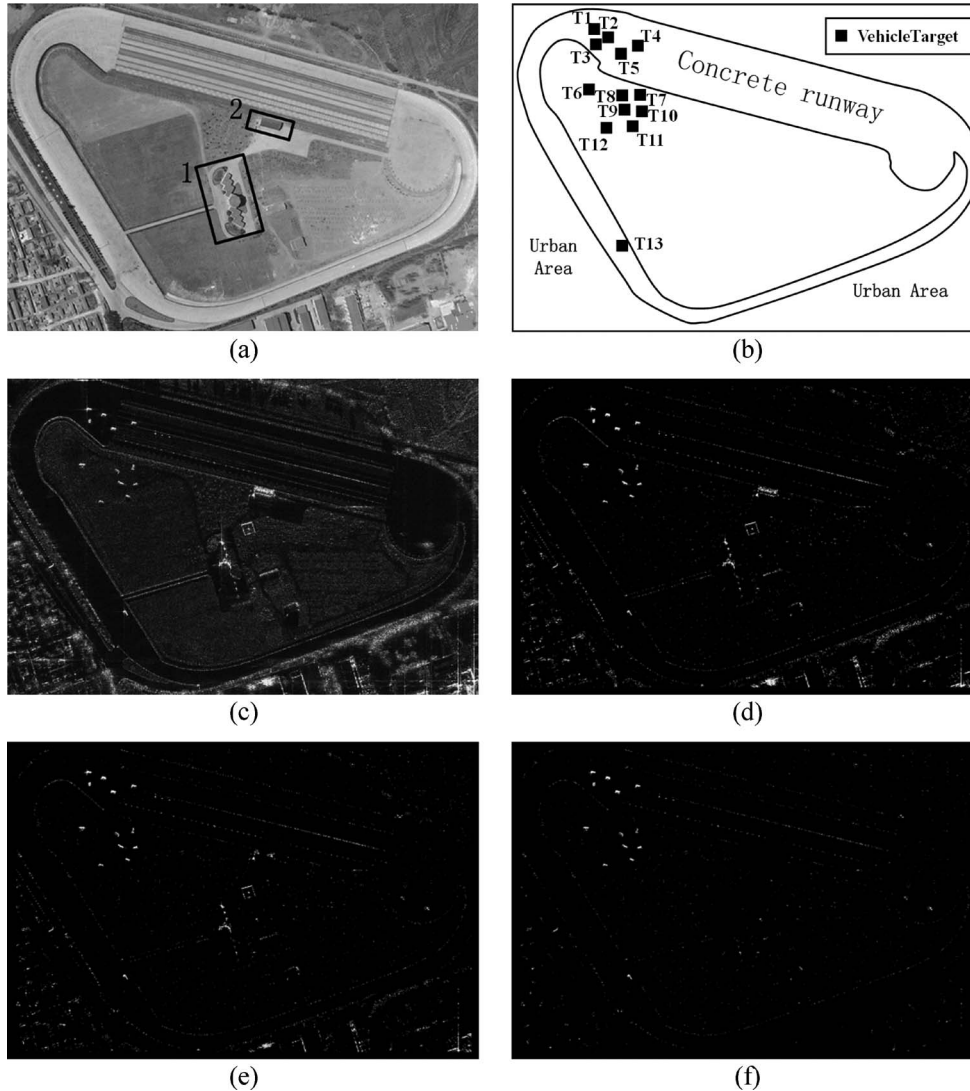 1
2
(a)
T1
T2
T3
T4
T5
T6
T7
T8
T9
T10
T11
T12
T13
VehicleTarget
Concrete runway
Urban
Area
Urban Area
(b)
(c)
(d)
(e)
(f)